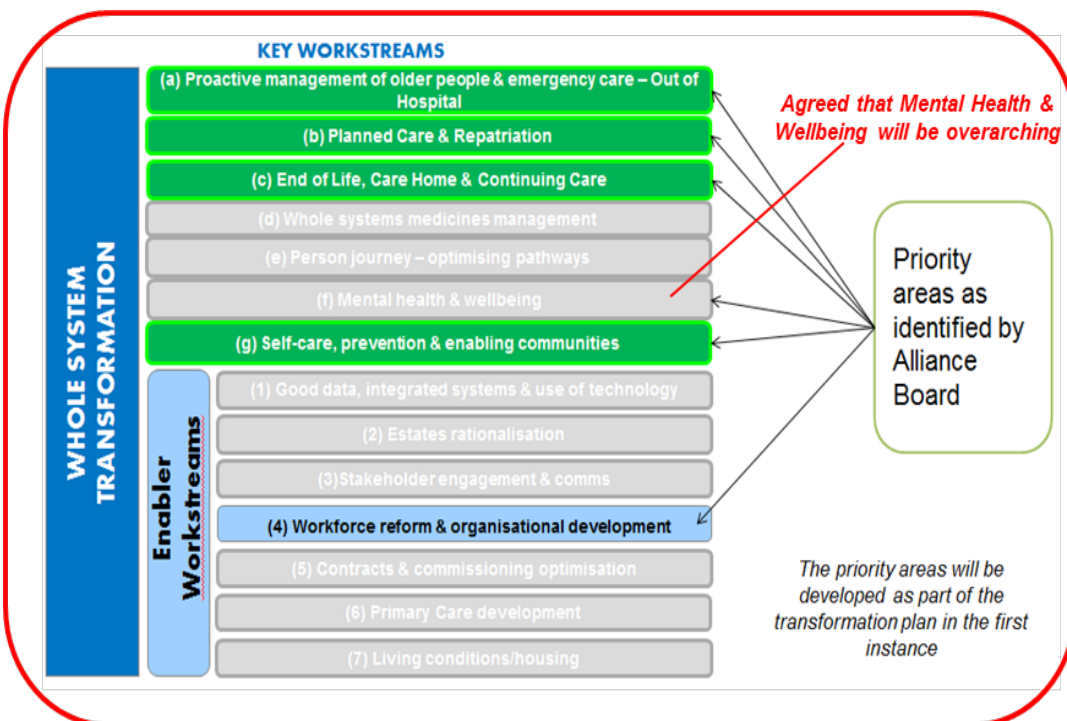 KEY WORKSTREAMS
WHOLE SYSTEM
TRANSFORMATION
(a) Proactive management of older people & emergency care – Out of
Hospital
(b) Planned Care & Repatriation
(c) End of Life, Care Home & Continuing Care
(d) Whole systems medicines management
(e) Person journey – optimising pathways
(f) Mental health & wellbeing
(g) Self-care, prevention & enabling communities
Enabler
Workstreams
(1) Good data, integrated systems & use of technology
(2) Estates rationalisation
(3)Stakeholder engagement & comms
(4) Workforce reform & organisational development
(5) Contracts & commissioning optimisation
(6) Primary Care development
(7) Living conditions/housing
Agreed that Mental Health &
Wellbeing will be overarching
Priority
areas as
identified by
Alliance
Board
The priority areas will be
developed as part of the
transformation plan in the first
instance